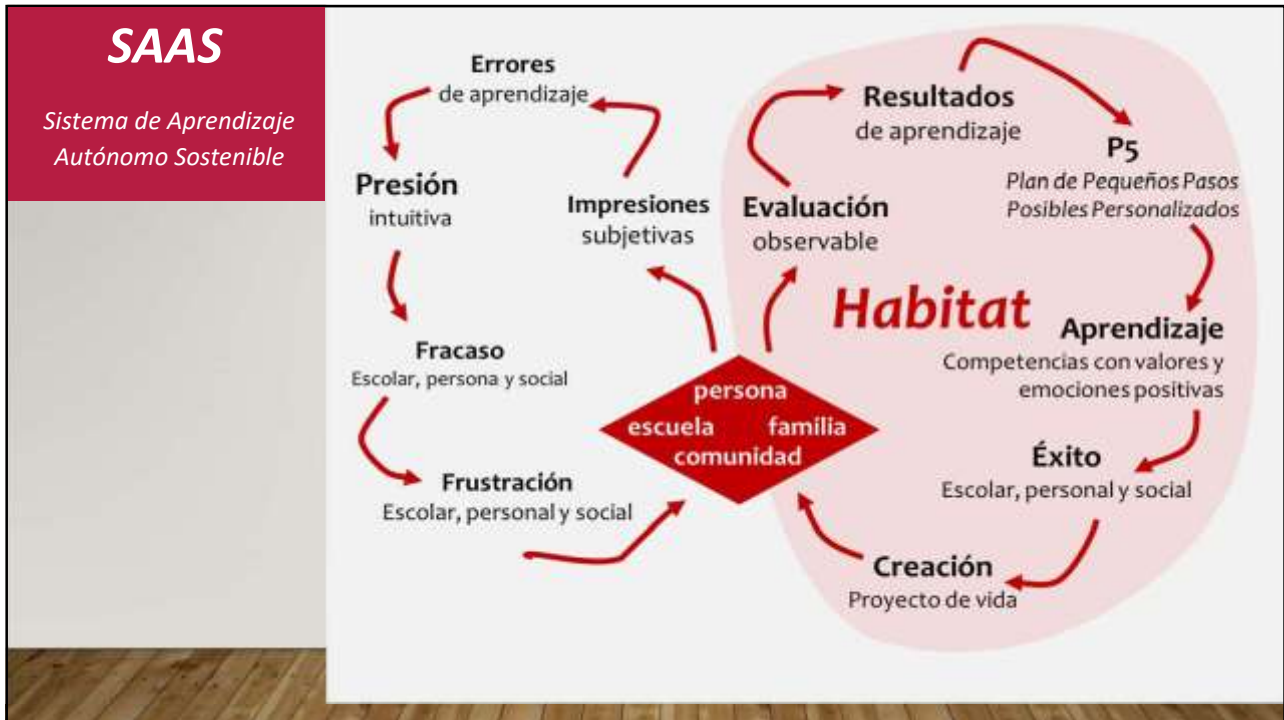 SAAS
Sistema de Aprendizaje
Autónomo Sostenible
Errores
de aprendizaje
Presión
intuitiva
Impresiones
subjetivas
Fracaso
Escolar, persona y social
Frustración
Escolar, personal y social
persona
escuela familia
comunidad
Evaluación
observable
Resultados
de aprendizaje
P5
Plan de Pequeños Pasos
Posibles Personalizados
Habitat
Aprendizaje
Competencias con valores y
emociones positivas
Éxito
Escolar, personal y social
Creación
Proyecto de vida